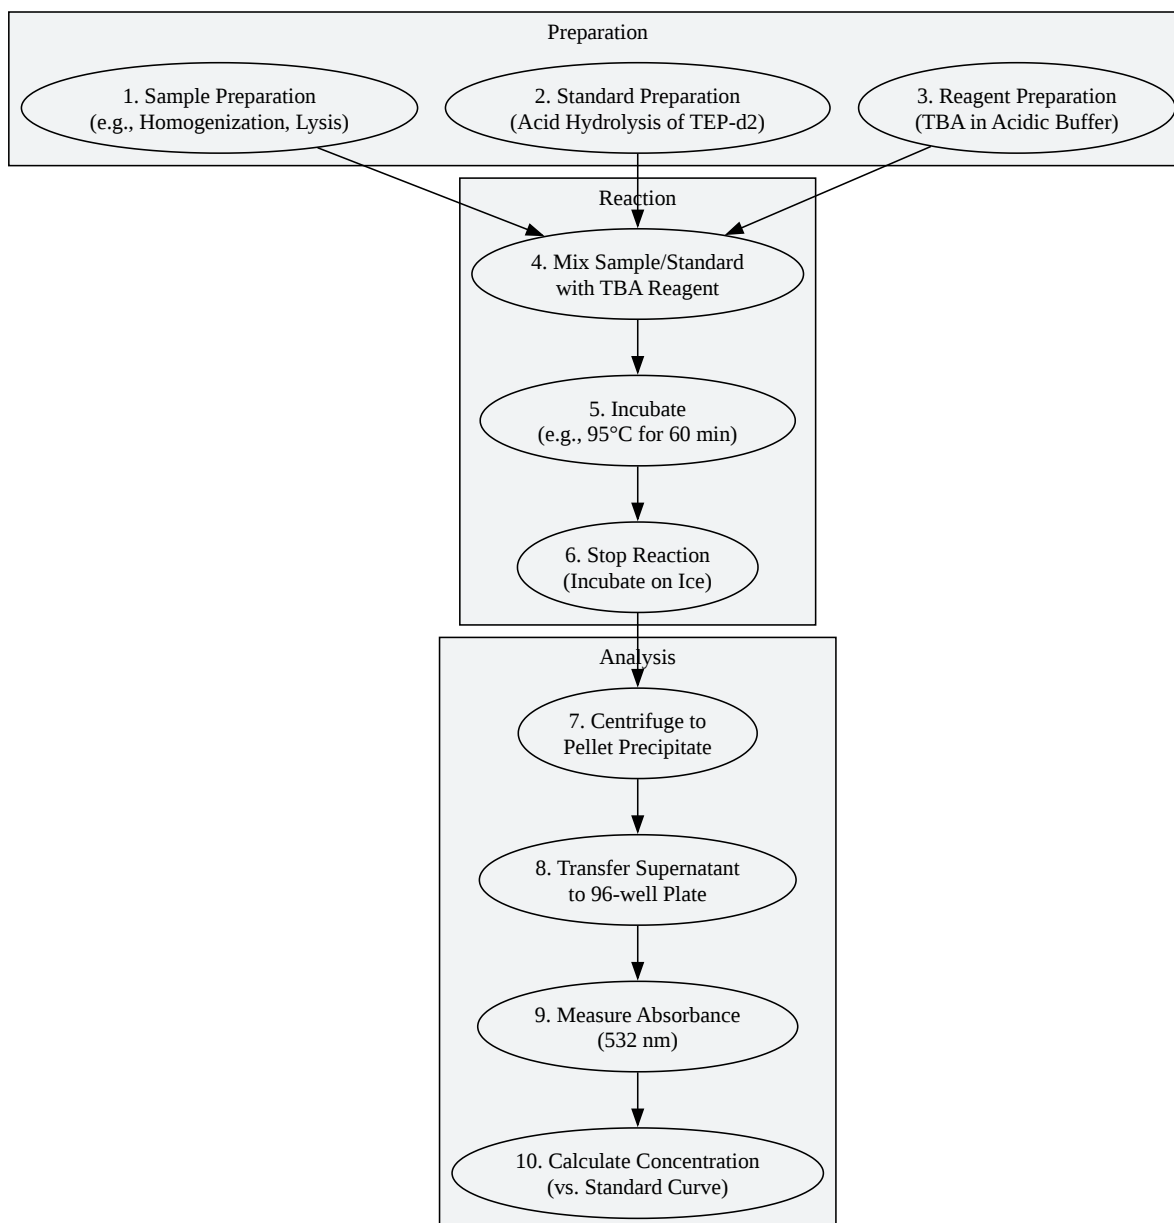 Preparation
1. Sample Preparation
(e.g., Homogenization, Lysis)
2. Standard Preparation
(Acid Hydrolysis of TEP-d2)
3. Reagent Preparation
(TBA in Acidic Buffer)
Reaction
4. Mix Sample/Standard
with TBA Reagent
5. Incubate
(e.g., 95°C for 60 min)
6. Stop Reaction
(Incubate on Ice)
Analysis
7. Centrifuge to
Pellet Precipitate
8. Transfer Supernatant
to 96-well Plate
9. Measure Absorbance
(532 nm)
10. Calculate Concentration
(vs. Standard Curve)